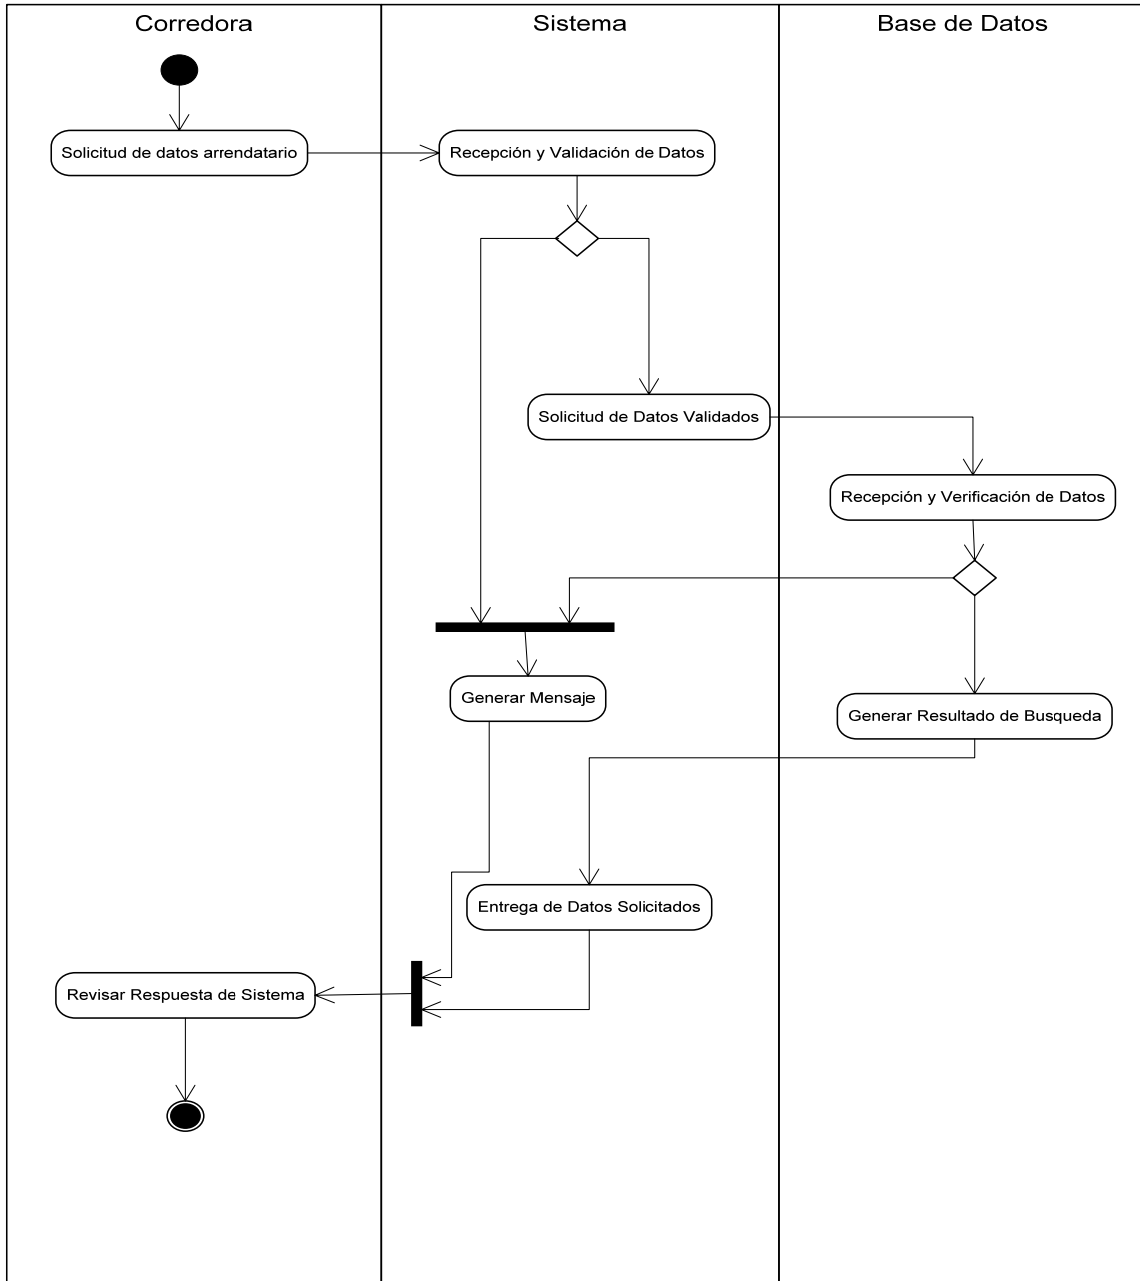 Corredora
Sistema
Base de Datos
Solicitud de datos arrendatario
Recepción y Validación de Datos
Solicitud de Datos Validados
Recepción y Verificación de Datos
Generar Mensaje
Generar Resultado de Busqueda
Entrega de Datos Solicitados
Revisar Respuesta de Sistema